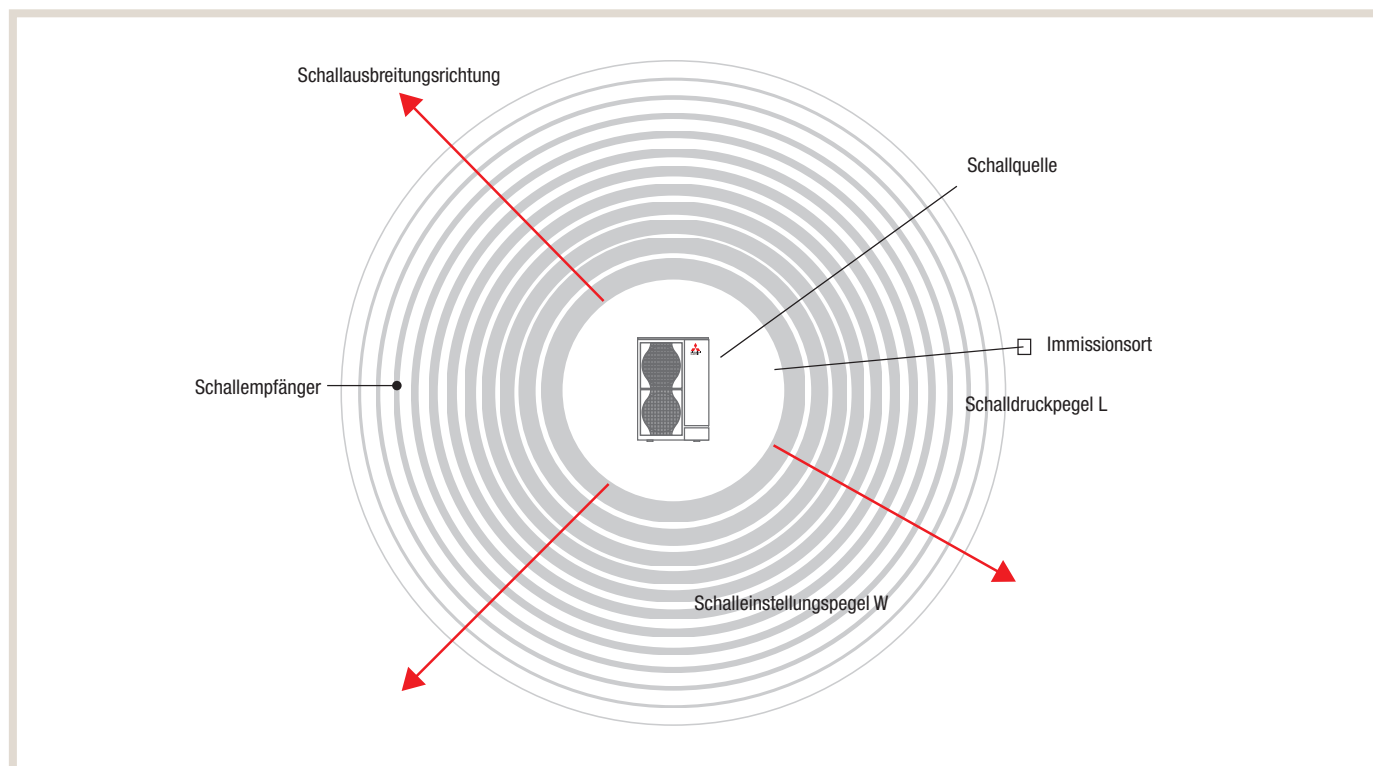 Schallausbreitungsrichtung
Schallquelle
Immissionsort
Schallempfänger
Schalldruckpegel L
Schalleinstellungspegel W